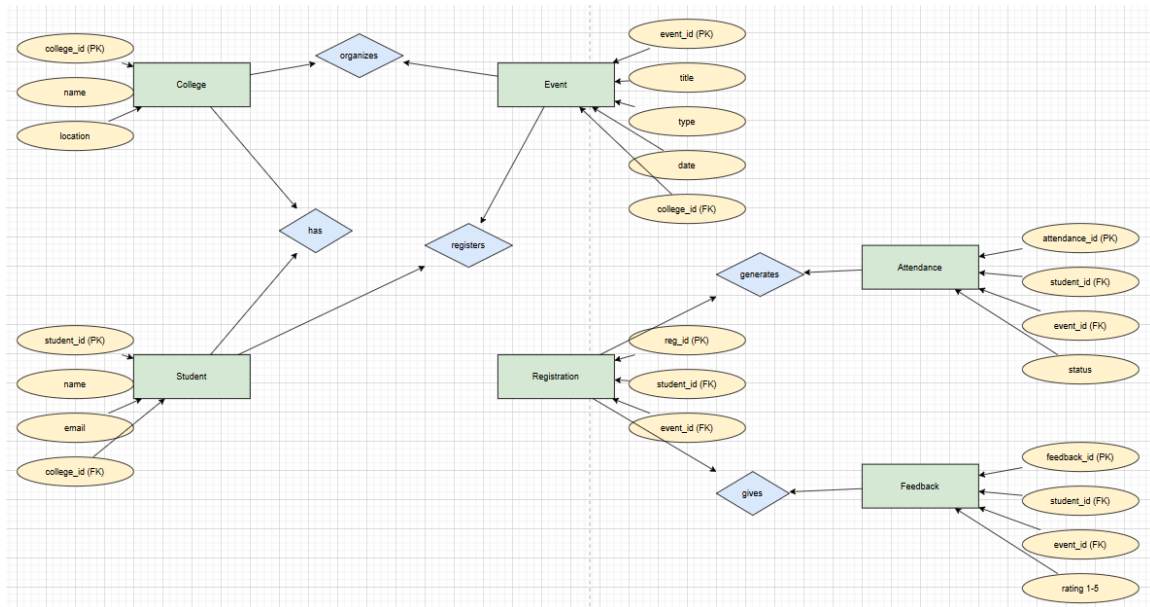 college_id (PK)
name
location
College
organizes
Event
event_id (PK)
title
type
date
college_id (FK)
has
registers
student_id (PK)
name
email
college_id (FK)
Student
Registration
reg_id (PK)
student_id (FK)
event_id (FK)
generates
Attendance
attendance_id (PK)
student_id (FK)
event_id (FK)
status
gives
Feedback
feedback_id (PK)
student_id (FK)
event_id (FK)
rating 1-5